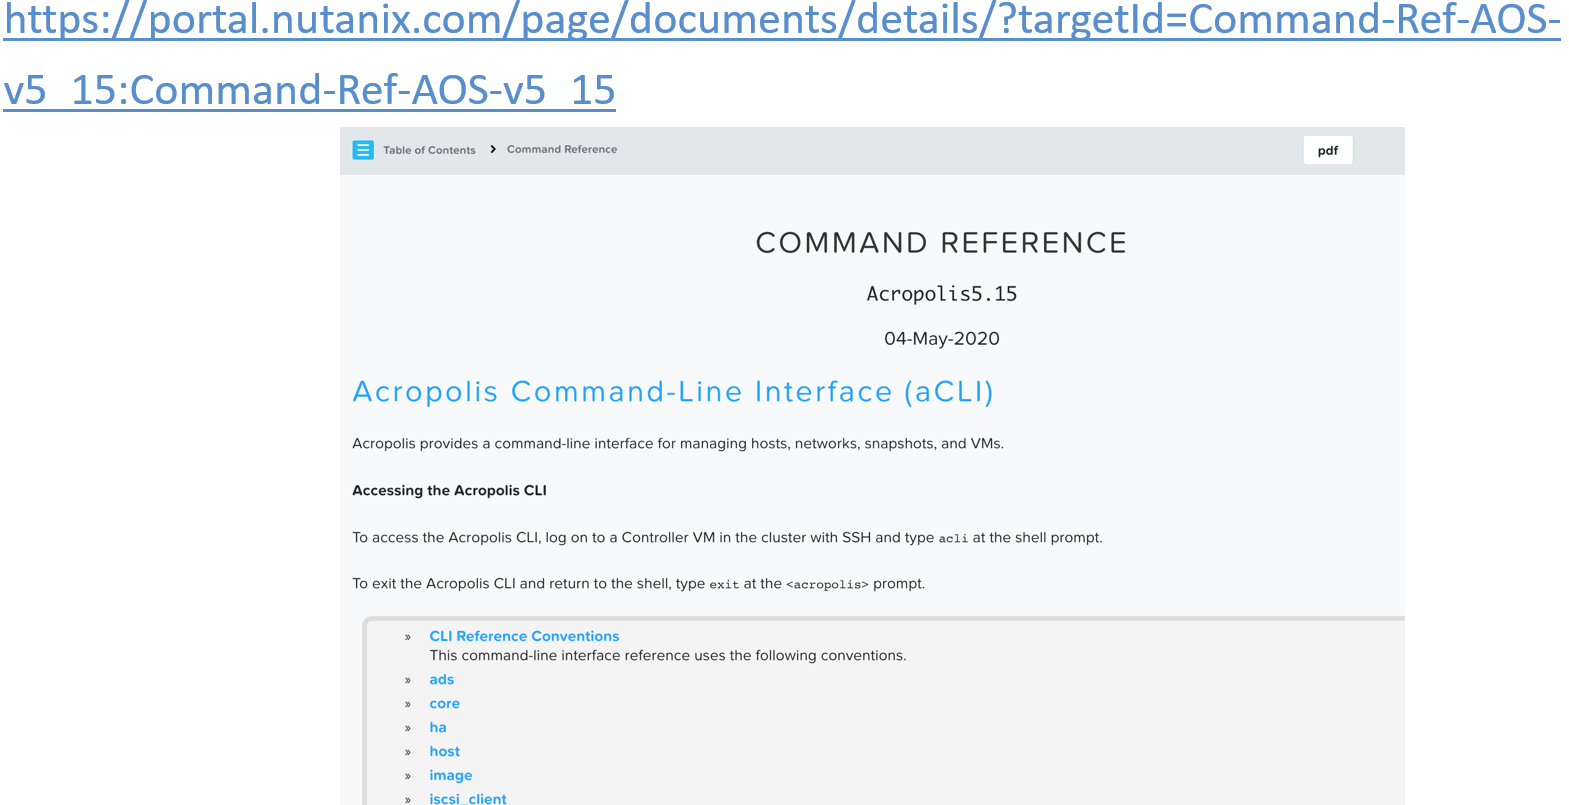 https://portal.nutanix.com/page/documents/details/?targetId=Command-Ref-AOS-
v5_15:Command-Ref-AOS-v5_15
Table of Contents > Command Reference
pdf
COMMAND REFERENCE
Acropolis5.15
04-May-2020
Acropolis Command-Line Interface (aCLI)
Acropolis provides a command-line interface for managing hosts, networks, snapshots, and VMs.
Accessing the Acropolis CLI
To access the Acropolis CLI, log on to a Controller VM in the cluster with SSH and type acli at the shell prompt.
To exit the Acropolis CLI and return to the shell, type exit at the <acropolis> prompt.
» CLI Reference Conventions
This command-line interface reference uses the following conventions.
» ads
» core
» ha
» host
» image
» iscsi_client